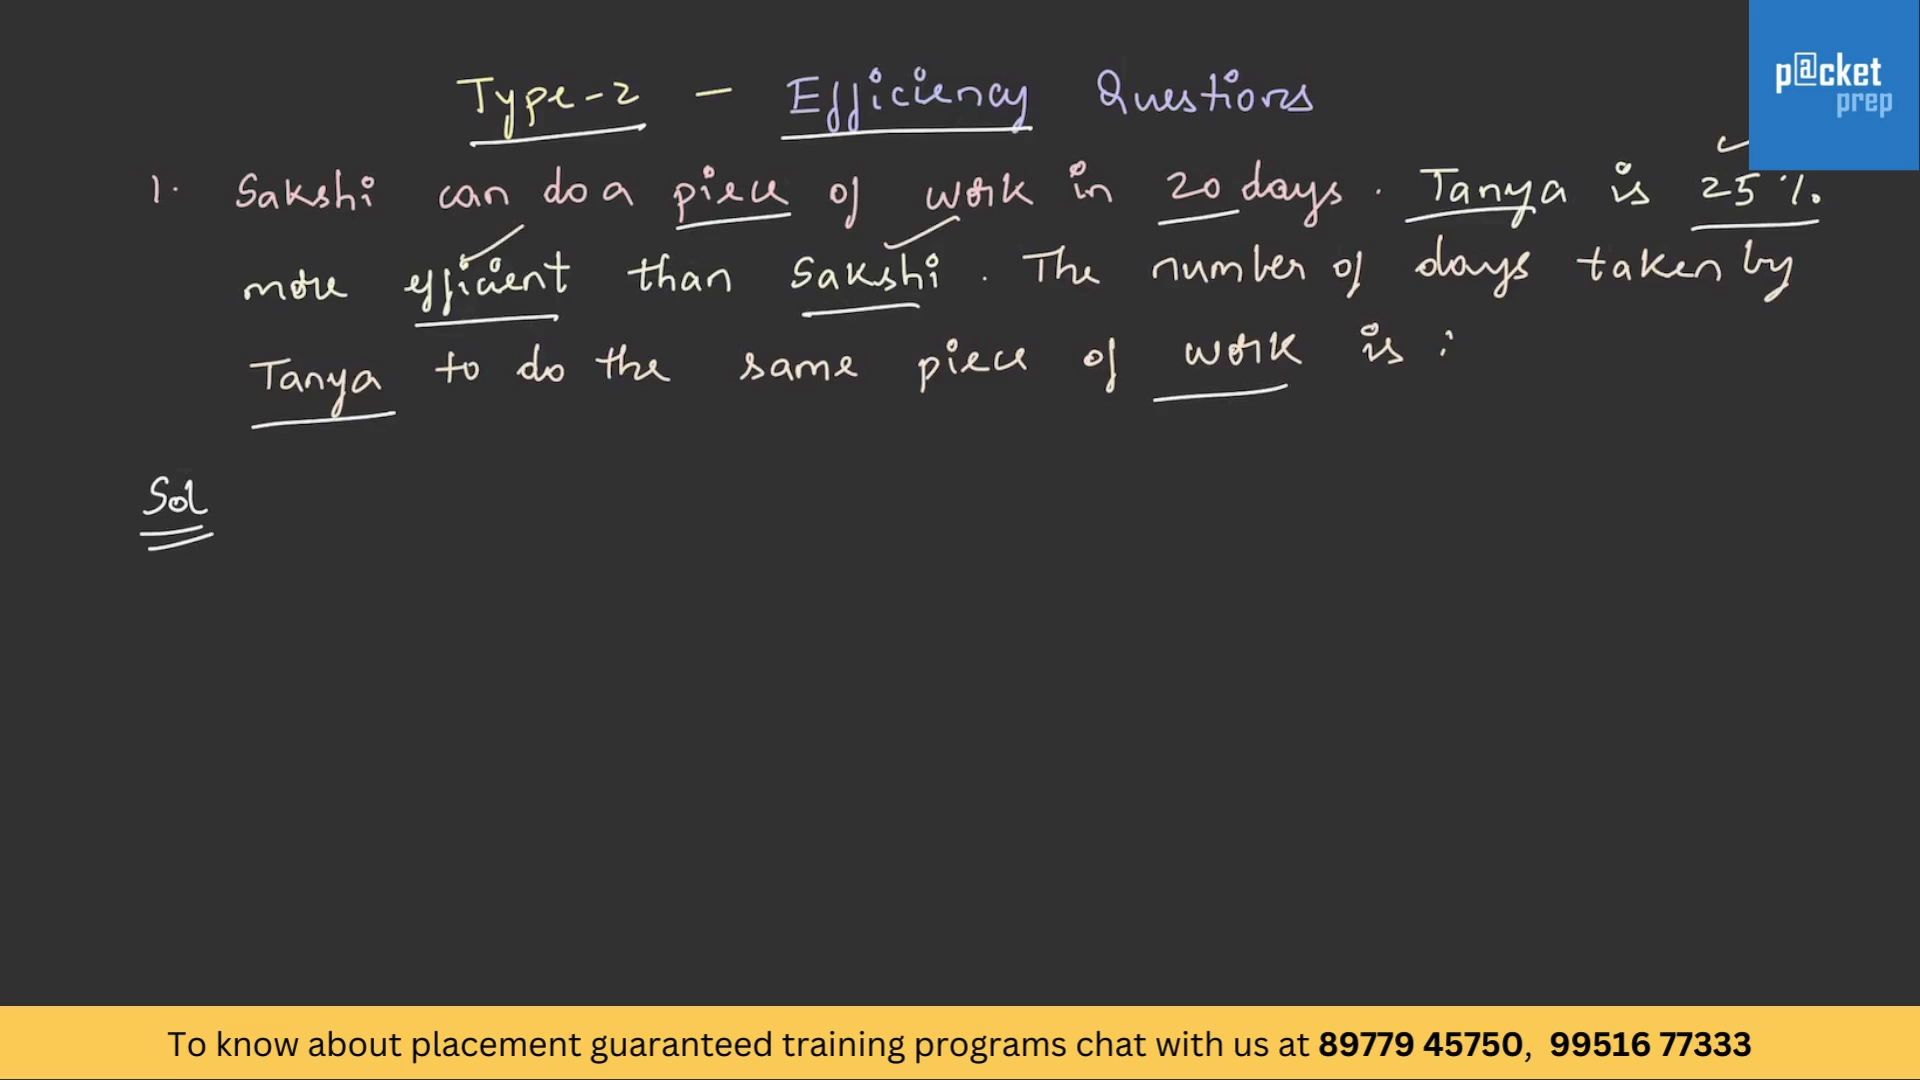 p@cket
prep
Type-2 - Efficiency Questions
1. Sakshi can do a piece of work in 20 days. Tanya is 25%
more efficient than Sakshi. The number of days taken by
Tanya to do the same piece of work is :
Sol
To know about placement guaranteed training programs chat with us at 89779 45750, 99516 77333